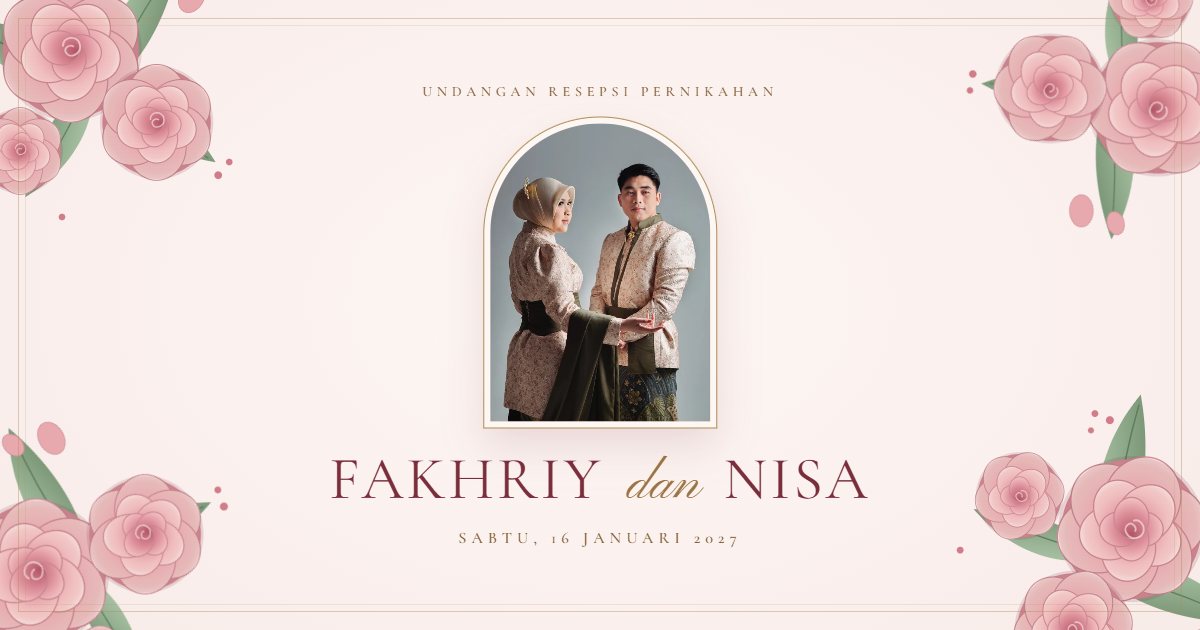 UNDANGAN RESEPSI PERNIKAHAN
FAKHRIY dan NISA
SABTU, 16 JANUARI 2027